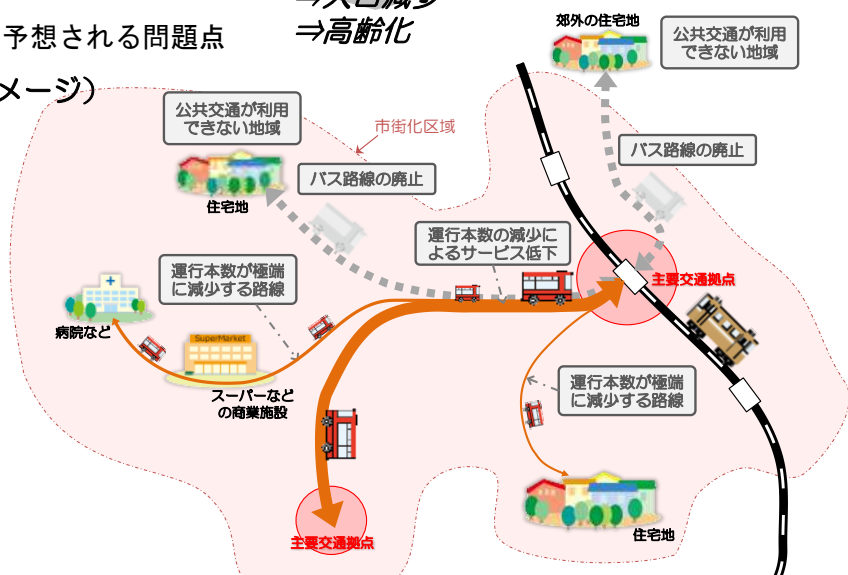 ⇒人口減少
予想される問題点
⇒高齢化
メージ)
郊外の住宅地
公共交通が利用
できない地域
公共交通が利用
できない地域
市街化区域
バス路線の廃止
バス路線の廃止
住宅地
運行本数の減少に
よるサービス低下
運行本数が極端
に減少する路線
主要交通拠点
病院など
SuperMarket
スーパーなど
の商業施設
運行本数が極端
に減少する路線
住宅地
主要交通拠点